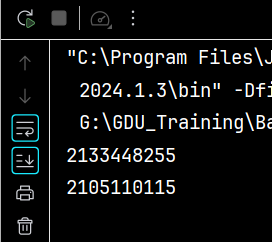 "C:\Program Files\J
2024.1.3\bin" -Dfi
G:\GDU_Training\Ba
2133448255
2105110115